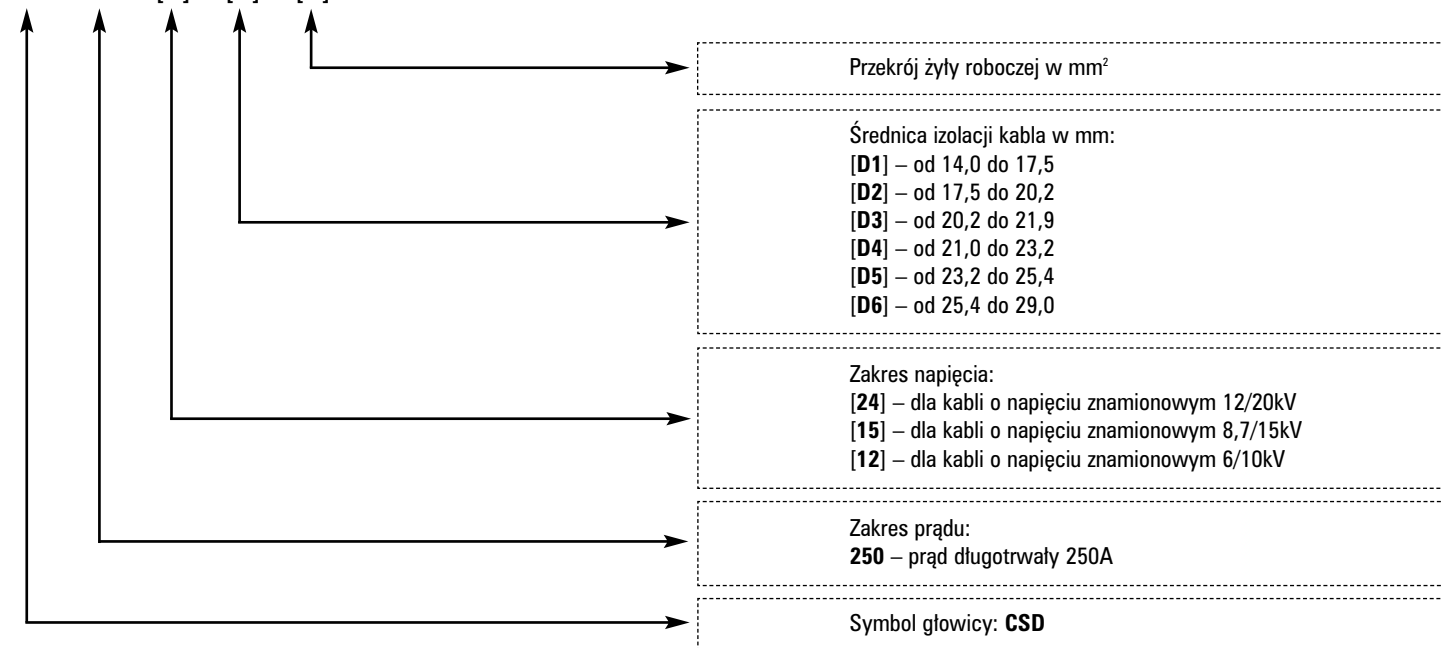 Przekrój żyły roboczej w mm²
Średnica izolacji kabla w mm:
[D1] – od 14,0 do 17,5
[D2] – od 17,5 do 20,2
[D3] – od 20,2 do 21,9
[D4] – od 21,0 do 23,2
[D5] – od 23,2 do 25,4
[D6] – od 25,4 do 29,0
Zakres napięcia:
[24] – dla kabli o napięciu znamionowym 12/20kV
[15] – dla kabli o napięciu znamionowym 8,7/15kV
[12] – dla kabli o napięciu znamionowym 6/10kV
Zakres prądu:
250 – prąd długotrwały 250A
Symbol głowicy: CSD